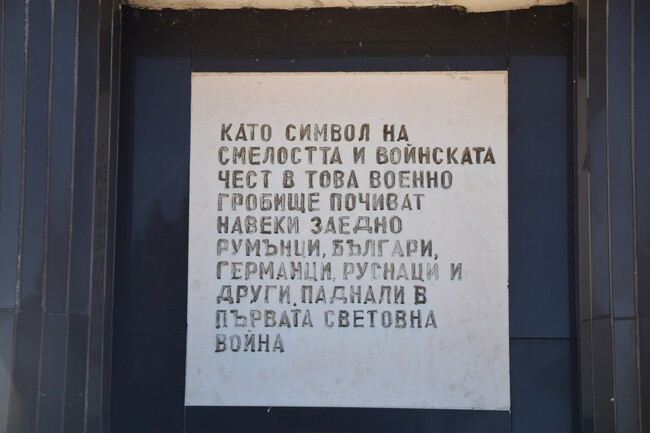 КАТО СИМВОЛ НА
СМЕЛОСТТА И ВОЙНСКАТА
ЧЕСТ В ТОВА ВОЕННО
ГРОБИЩЕ ПОЧИВАТ
НАВЕКИ ЗАЕДНО
РУМЪНЦИ, БЪЛГАРИ,
ГЕРМАНЦИ, РУСНАЦИ И
ДРУГИ, ПАДНАЛИ В
ПЪРВАТА СВЕТОВНА
ВОЙНА